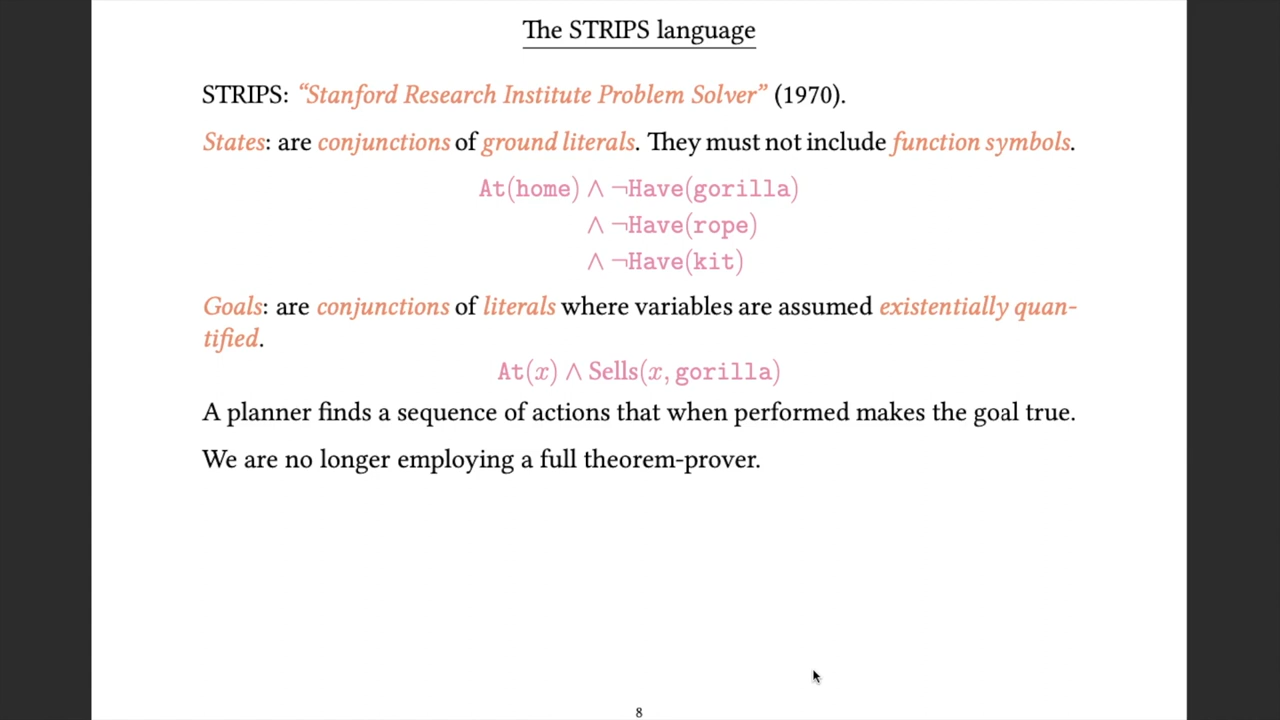 The STRIPS language
STRIPS: “Stanford Research Institute Problem Solver” (1970).
States: are conjunctions of ground literals. They must not include function symbols.
At(home) ∧ ¬Have(gorilla)
∧ ¬Have(rope)
∧ ¬Have(kit)
Goals: are conjunctions of literals where variables are assumed existentially quan-
tified.
At(x) ∧ Sells(x, gorilla)
A planner finds a sequence of actions that when performed makes the goal true.
We are no longer employing a full theorem-prover.
8